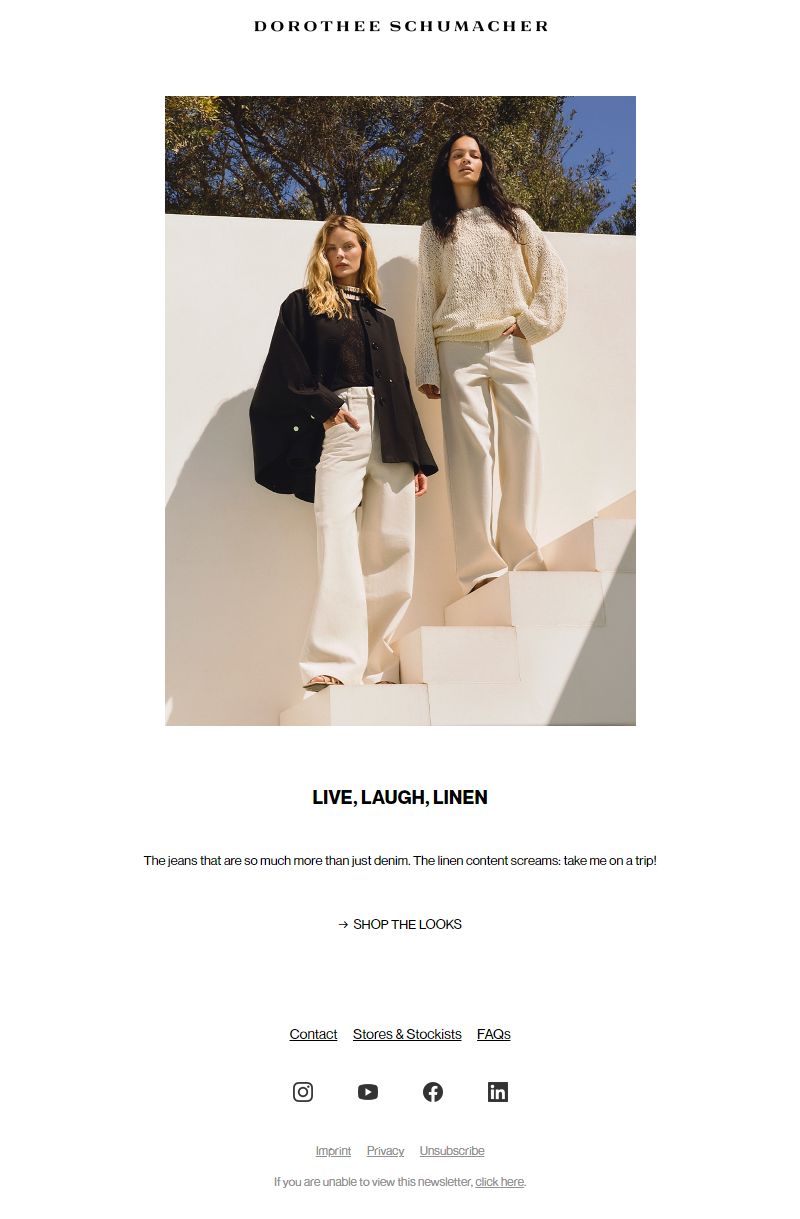 DOROTHEE SCHUMACHER
LIVE, LAUGH, LINEN
The jeans that are so much more than just denim. The linen content screams: take me on a trip!
→ SHOP THE LOOKS
Contact Stores & Stockists FAQs
Imprint Privacy Unsubscribe
If you are unable to view this newsletter, click here.